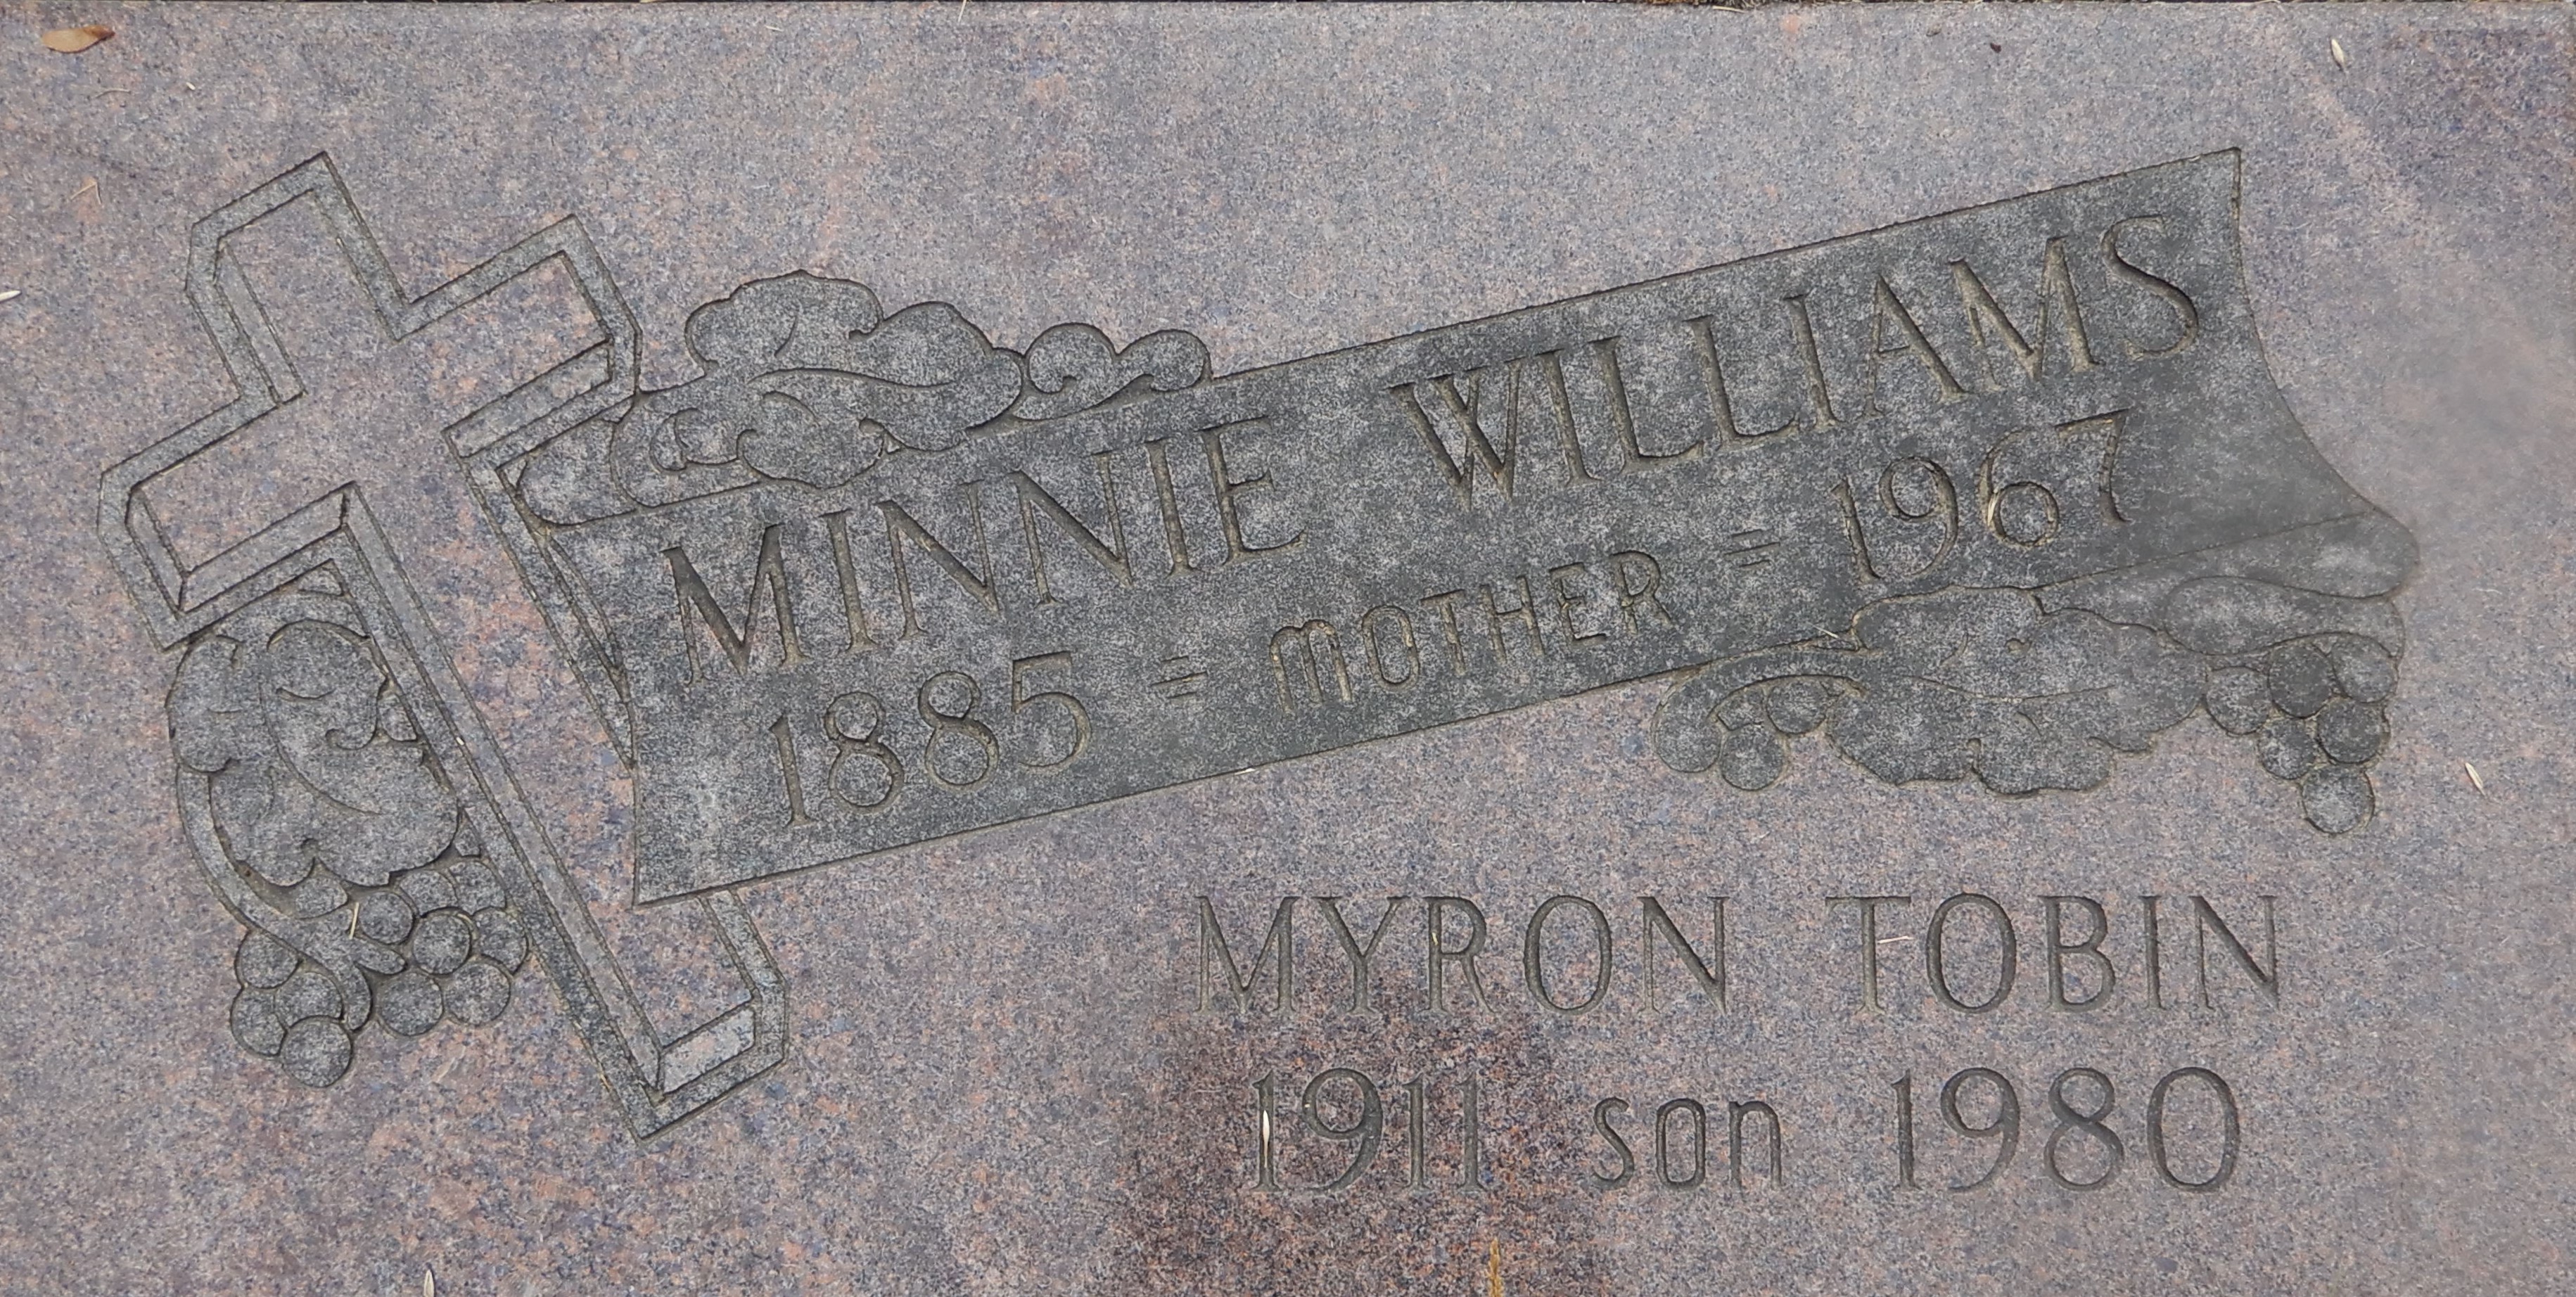 MINNIE WILLIAMS
1885 = MOTHER = 1967
MYRON TOBIN
1911 son 1980